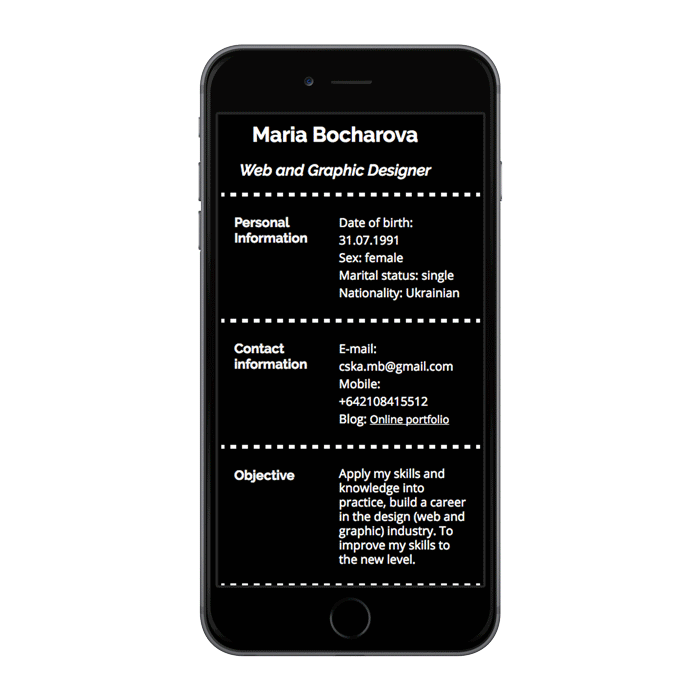 Maria Bocharova
Web and Graphic Designer
Personal
Information
Date of birth:
31.07.1991
Sex: female
Marital status: single
Nationality: Ukrainian
Contact
information
E-mail:
cska.mb@gmail.com
Mobile:
+642108415512
Blog: Online portfolio
Objective
Apply my skills and
knowledge into
practice, build a career
in the design (web and
graphic) industry. To
improve my skills to
the new level.